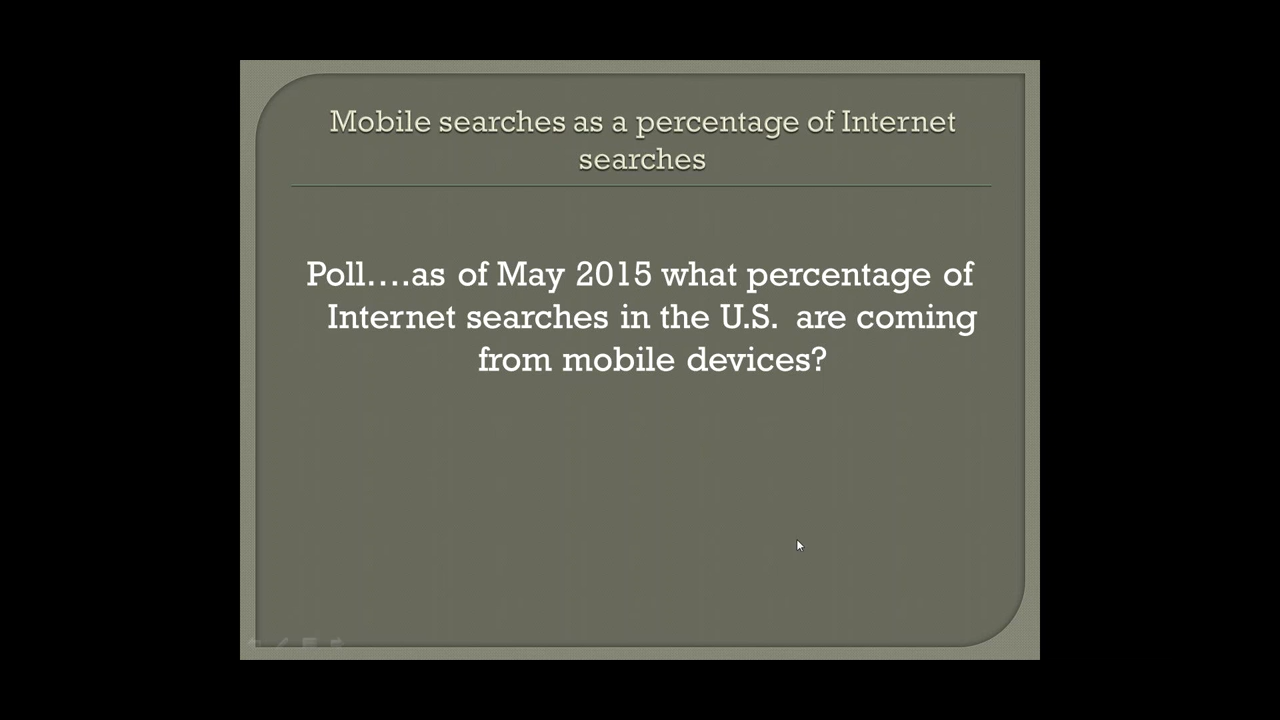 Mobile searches as a percentage of Internet
searches
Poll....as of May 2015 what percentage of
Internet searches in the U.S.  are coming
from mobile devices?